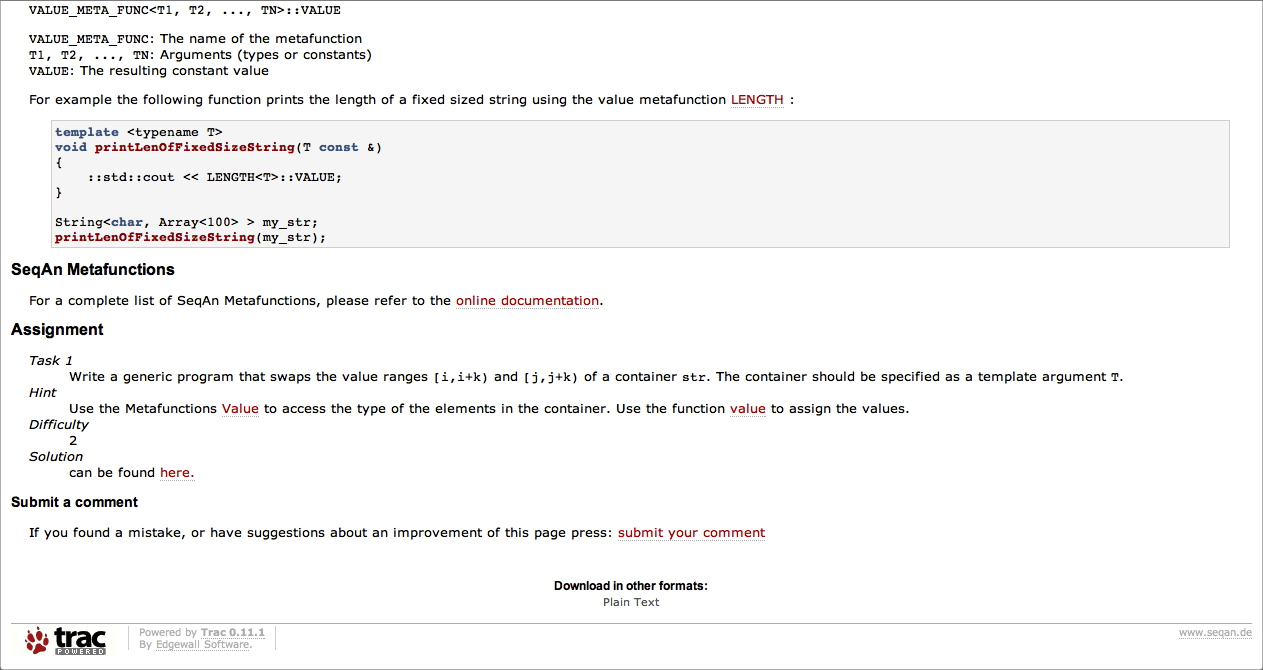 VALUE_META_FUNC<T1, T2, ..., TN>::VALUE
VALUE_META_FUNC: The name of the metafunction
T1, T2, ..., TN: Arguments (types or constants)
VALUE: The resulting constant value
For example the following function prints the length of a fixed sized string using the value metafunction LENGTH :
template <typename T>
void printLenOfFixedSizeString(T const &)
{
    ::std::cout << LENGTH<T>::VALUE;
}
String<char, Array<100> > my_str;
printLenOfFixedSizeString(my_str);
SeqAn Metafunctions
For a complete list of SeqAn Metafunctions, please refer to the online documentation.
Assignment
Task 1
Write a generic program that swaps the value ranges [i,i+k) and [j,j+k) of a container str. The container should be specified as a template argument T.
Hint
Use the Metafunctions Value to access the type of the elements in the container. Use the function value to assign the values.
Difficulty
2
Solution
can be found here.
Submit a comment
If you found a mistake, or have suggestions about an improvement of this page press: submit your comment
Download in other formats:
Plain Text
trac
POWERED
Powered by Trac 0.11.1
By Edgewall Software.
www.seqan.de